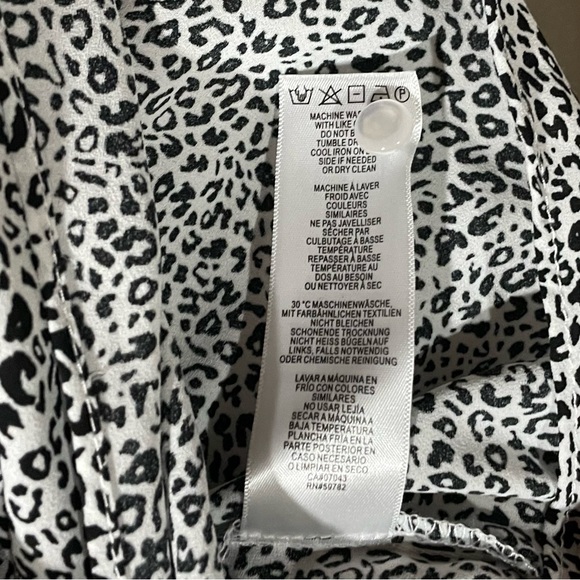 MACHINE
WITH LIKE
DO NOT
TUMBLE
COOL IRON ON
SIDE IF NEEDED
OR DRY CLEAN
MACHINE À LAVER
FROID AVEC
COULEURS
SIMILAIRES
NE PAS JAVELLISER
SÉCHER PAR
CULBUTAGE À BASSE
TEMPÉRATURE
REPASSER À BASSE
TEMPÉRATURE AU
DOS AU BESOIN
OU NETTOYER À SEC
30 °C MASCHINENWÄSCHE,
MIT FARBÄHNLICHEN TEXTILIEN
NICHT BLEICHEN
SCHONENDE TROCKNUNG
NICHT HEISS BÜGELN AUF
LINKS, FALLS NOTWENDIG
ODER CHEMISCHE REINIGUNG
LAVAR A MÁQUINA EN
FRÍO CON COLORES
SIMILARES
NO USAR LEJÍA
SECAR A MÁQUINA A
BAJA TEMPERATURA
PLANCHA FRÍA EN LA
PARTE POSTERIOR EN
CASO NECESARIO
O LIMPIAR EN SECO
CA#07043
RN#59782